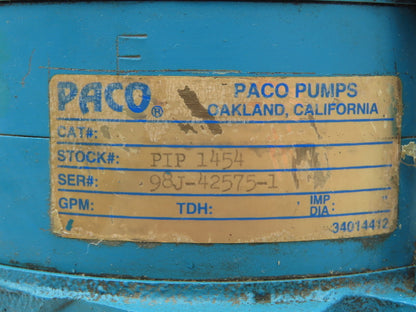 PACO® PACO PUMPS
OAKLAND, CALIFORNIA
CAT#:
STOCK#: PIP 1454
SER#: 98J-42575-1
GPM: TDH: IMP. DIA.
34014412